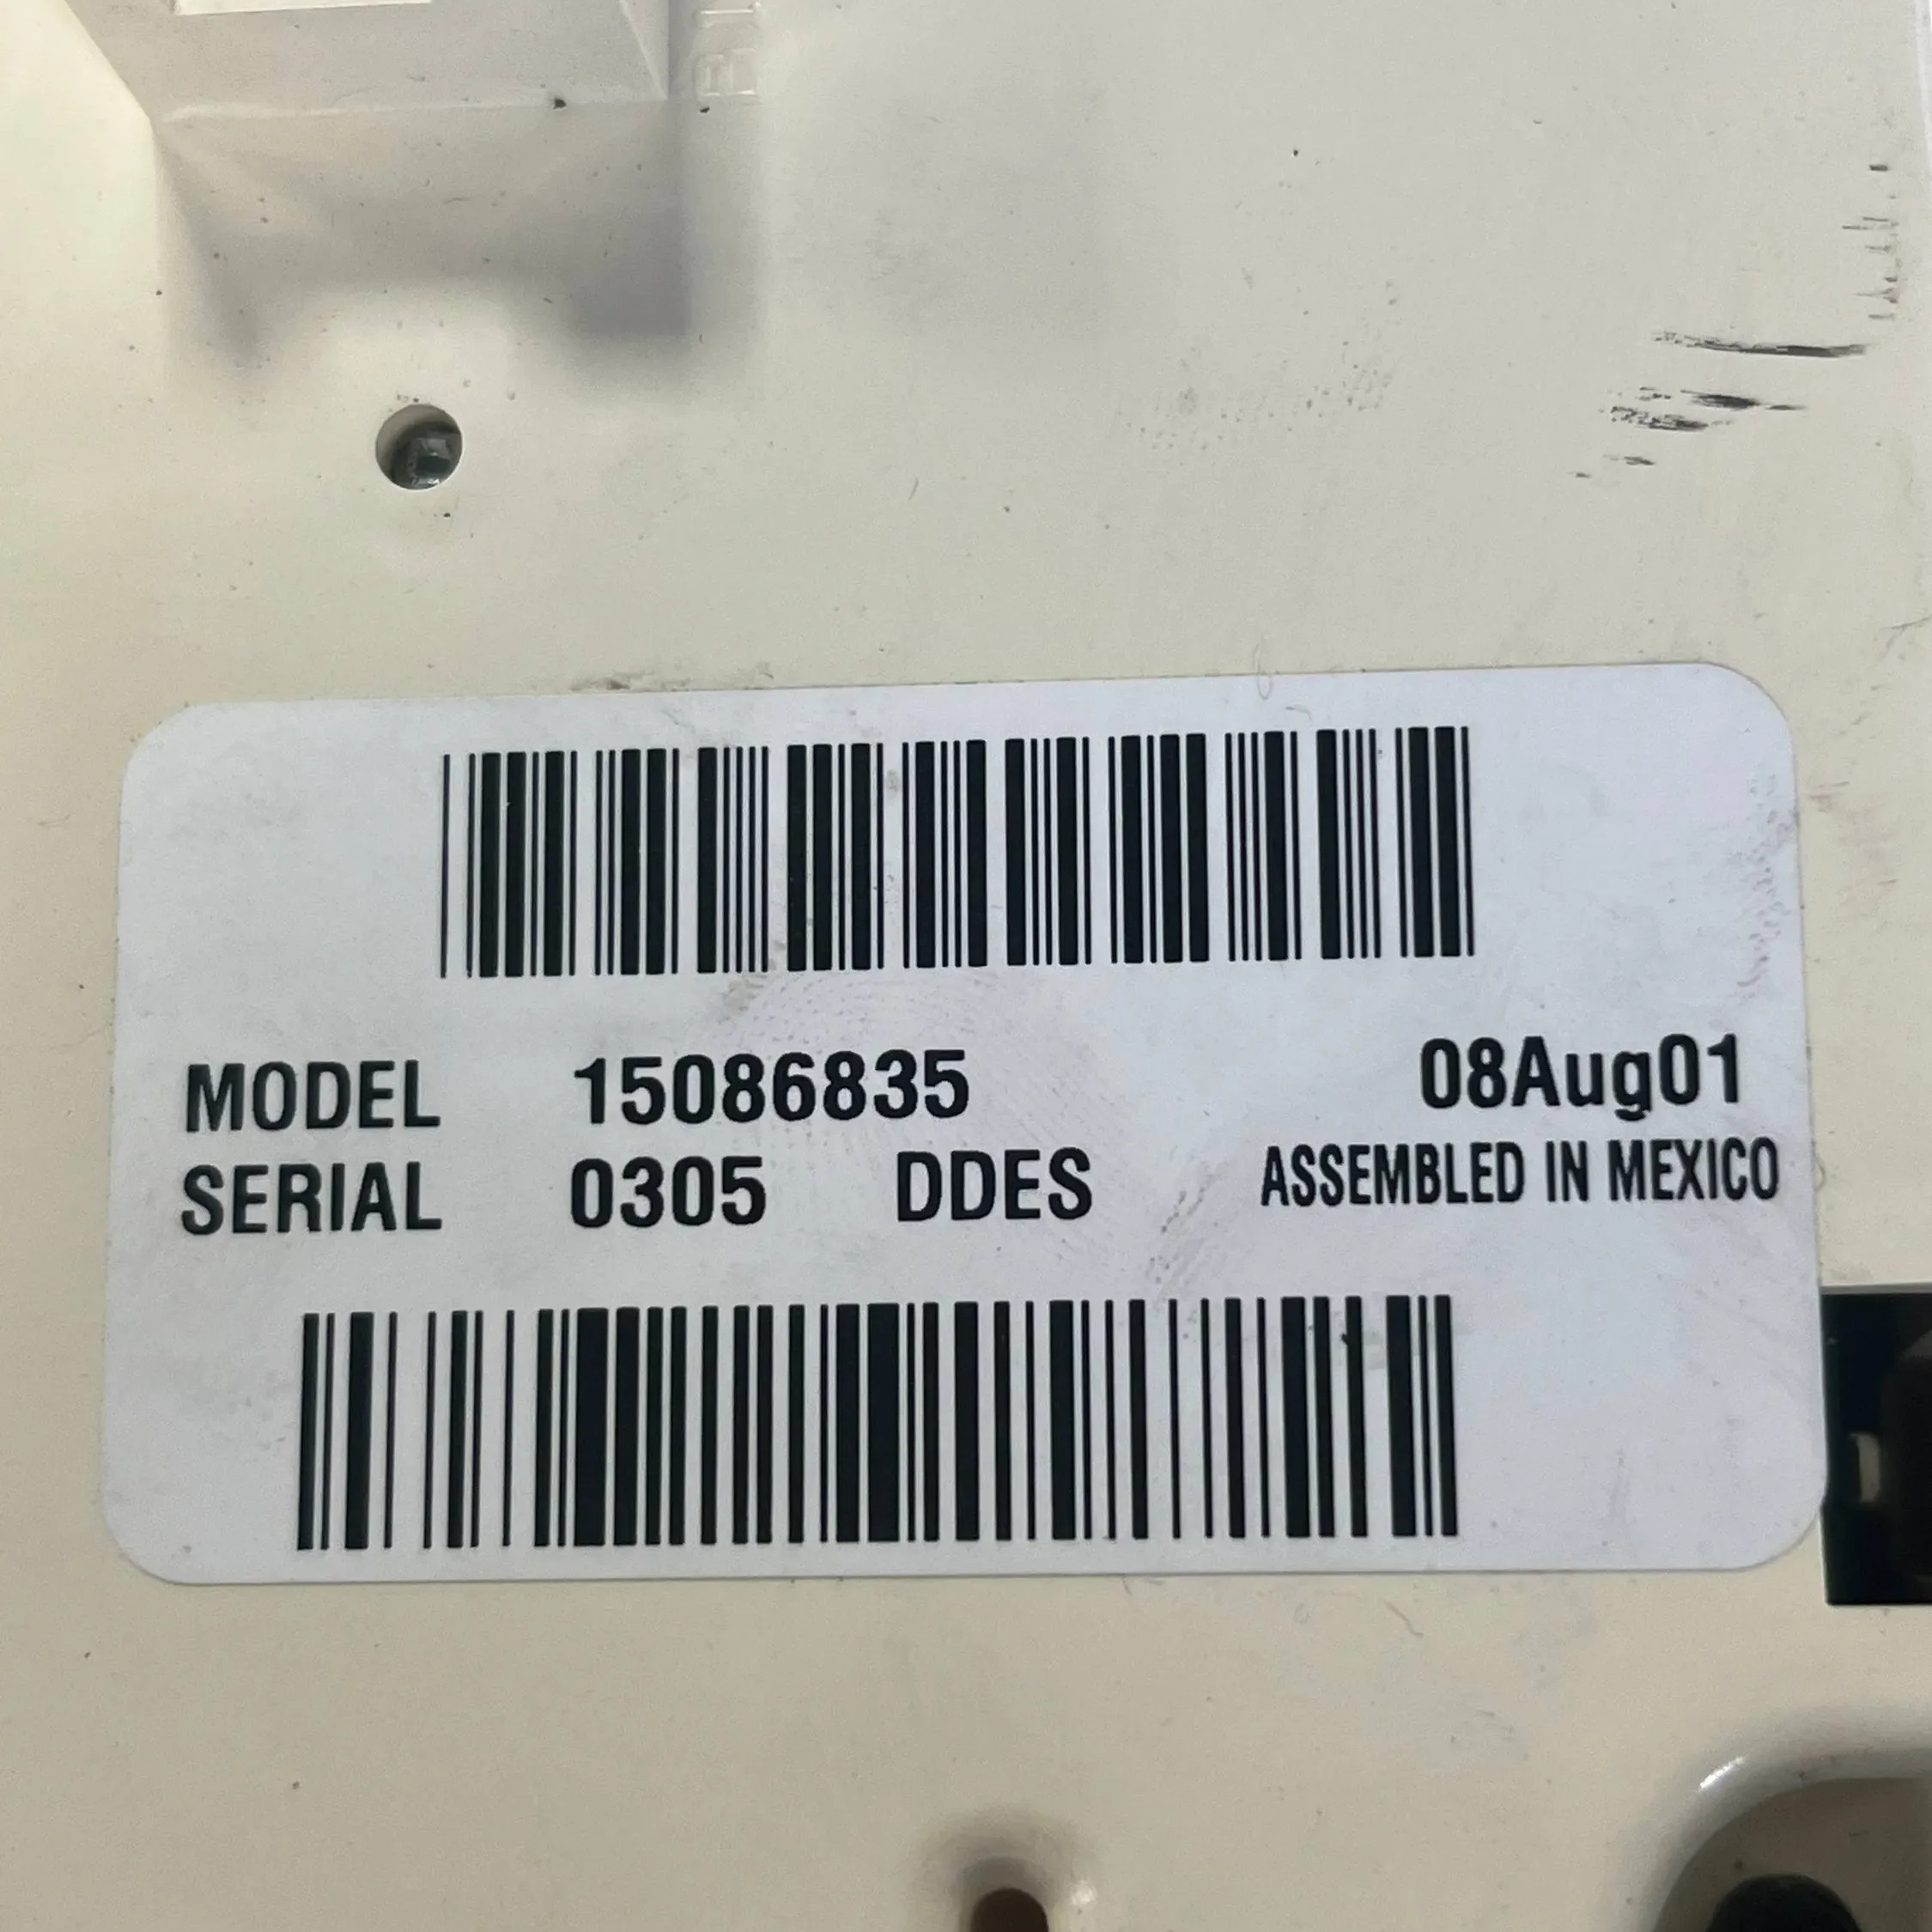 MODEL 15086835 08Aug01
SERIAL 0305 DDES ASSEMBLED IN MEXICO